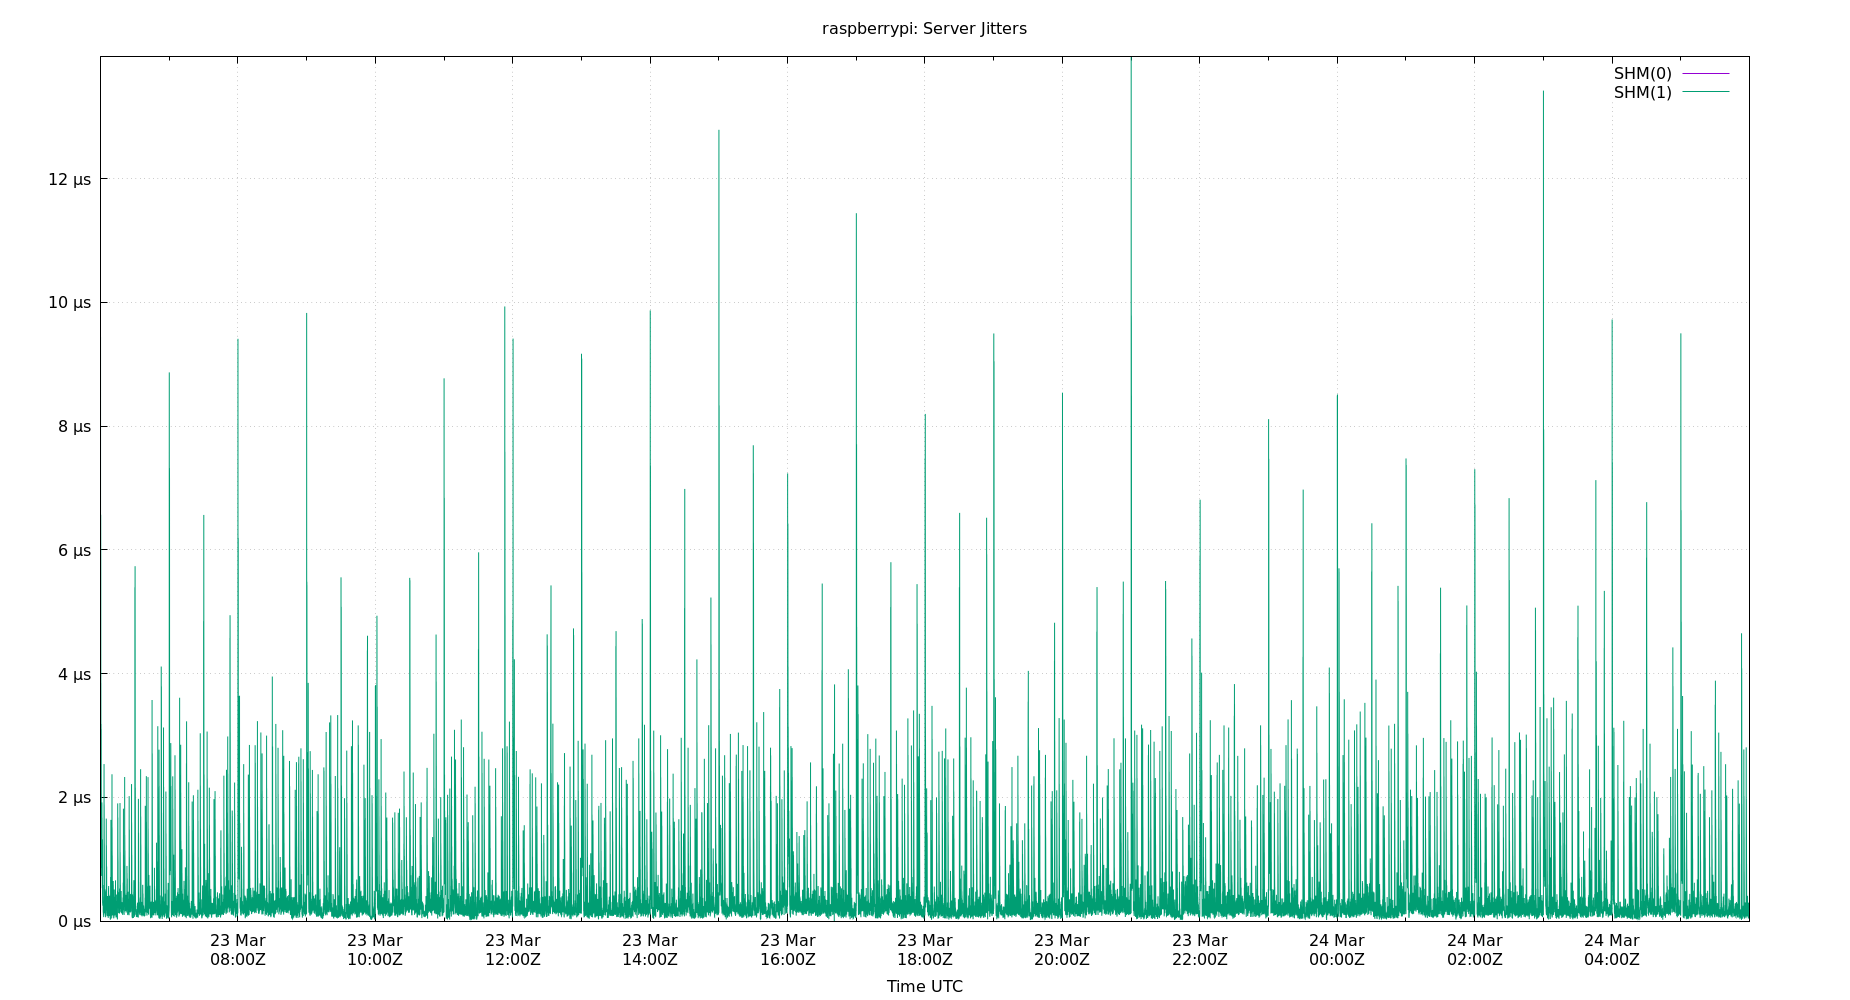 raspberrypi: Server Jitters
SHM(0)
SHM(1)
12 µs
10 µs
8 µs
6 µs
4 µs
2 µs
0 µs
23 Mar
08:00Z
23 Mar
10:00Z
23 Mar
12:00Z
23 Mar
14:00Z
23 Mar
16:00Z
23 Mar
18:00Z
23 Mar
20:00Z
23 Mar
22:00Z
24 Mar
00:00Z
24 Mar
02:00Z
24 Mar
04:00Z
Time UTC